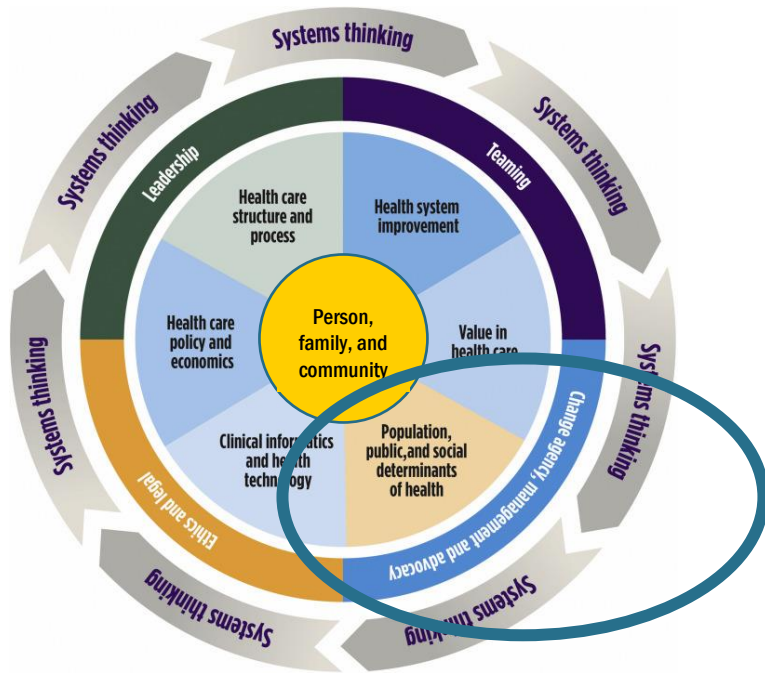 Systems thinking
Systems thinking
Systems thinking
Systems thinking
Systems thinking
Systems thinking
Systems thinking
Leadership
Teaming
Change agency, management and advocacy
Ethics and legal
Health care
structure and
process
Health system
improvement
Health care
policy and
economics
Value in
health care
Clinical informatics
and health
technology
Population,
public,and social
determinants
of health
Person,
family, and
community